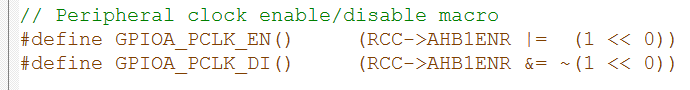 // Peripheral clock enable/disable macro
#define GPIOA_PCLK_EN()     (RCC->AHB1ENR |=  (1 << 0))
#define GPIOA_PCLK_DI()     (RCC->AHB1ENR &= ~(1 << 0))